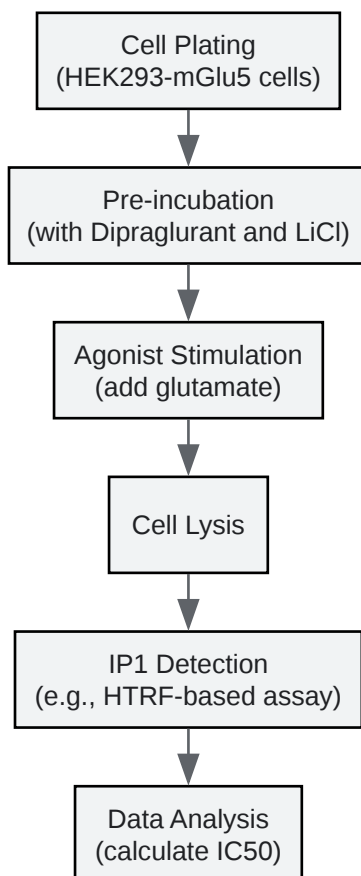 Cell Plating
(HEK293-mGlu5 cells)
Pre-incubation
(with Dipraglurant and LiCl)
Agonist Stimulation
(add glutamate)
Cell Lysis
IP1 Detection
(e.g., HTRF-based assay)
Data Analysis
(calculate IC50)